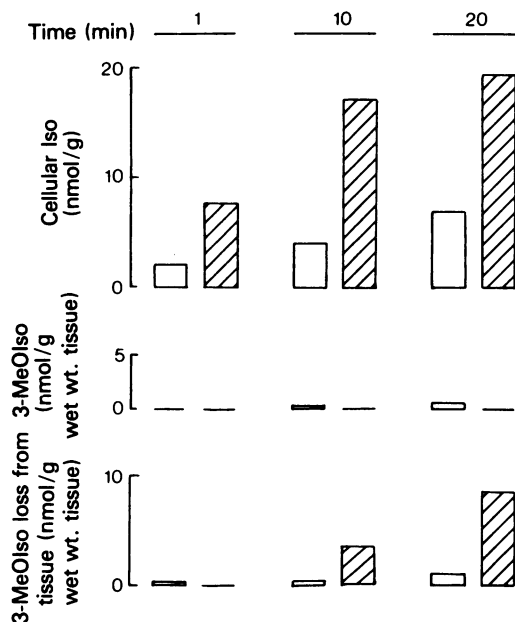 Time (min)
1
10
20
Cellular Iso
(nmol/g)
20
10
0
3-MeOIso
(nmol/g
wet wt. tissue)
5
0
3-MeOIso loss from
tissue (nmol/g
wet wt. tissue)
10
0